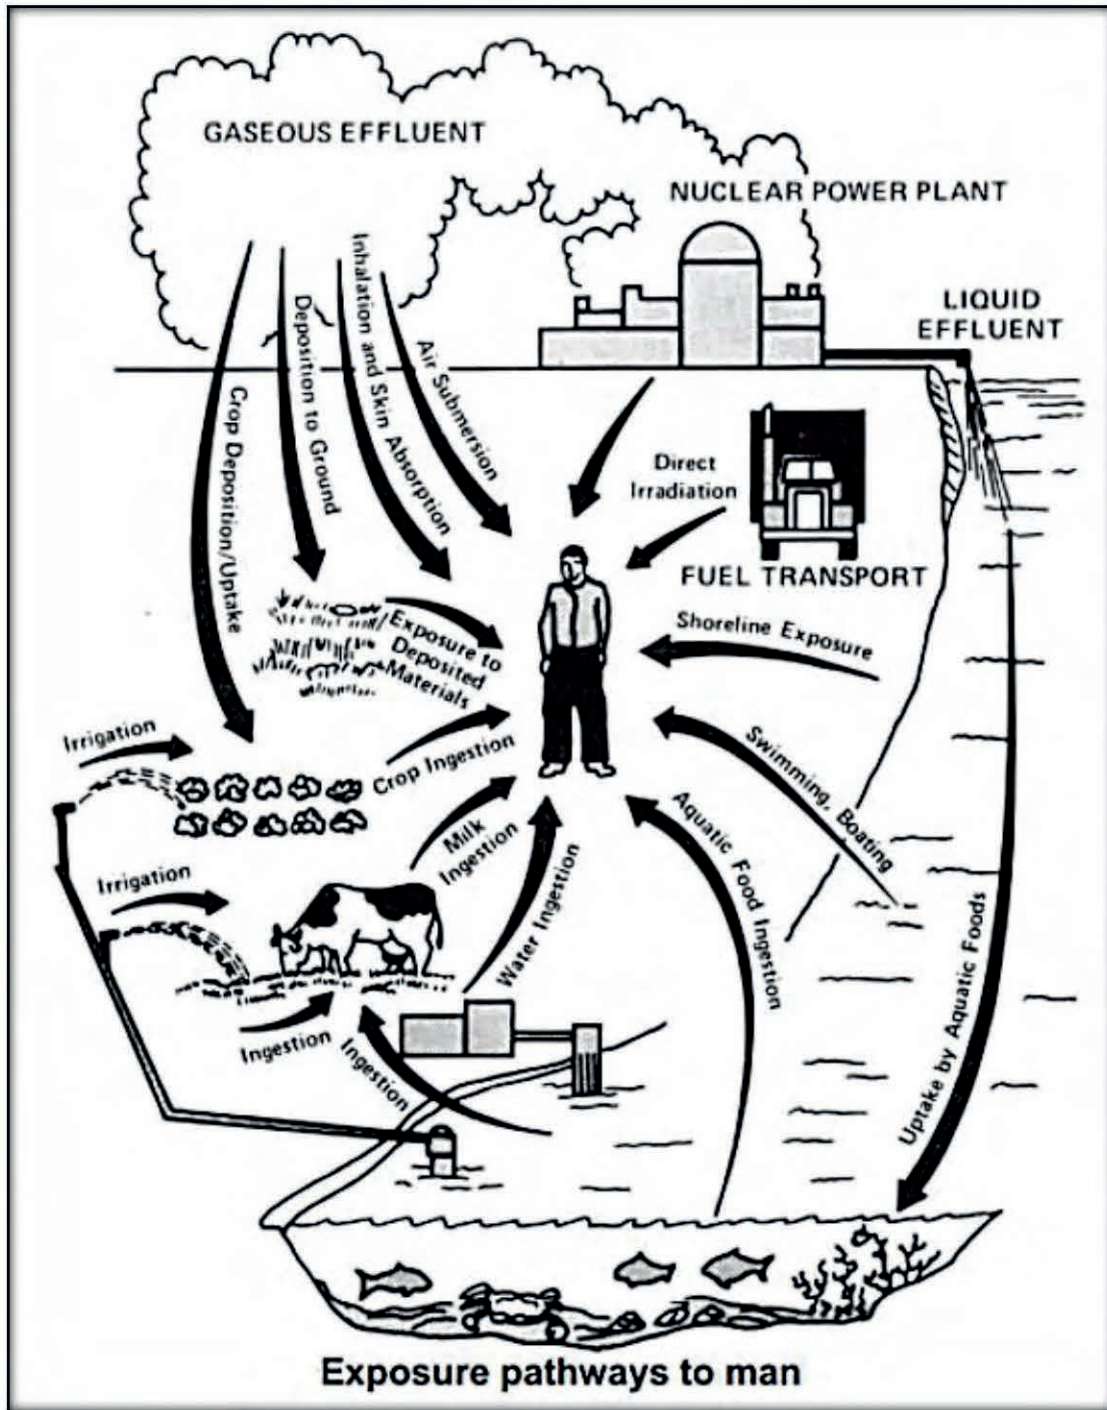 GASEOUS EFFLUENT
NUCLEAR POWER PLANT
LIQUID
EFFLUENT
Crop Deposition/Uptake
Deposition to Ground
Inhalation and Skin Absorption
Air Submersion
Direct
Irradiation
FUEL TRANSPORT
Exposure to
Deposited
Materials
Shoreline Exposure
Irrigation
Crop Ingestion
Swimming, Boating
Milk
Ingestion
Aquatic Food Ingestion
Irrigation
Water Ingestion
Uptake by Aquatic Foods
Ingestion
Ingestion
Exposure pathways to man